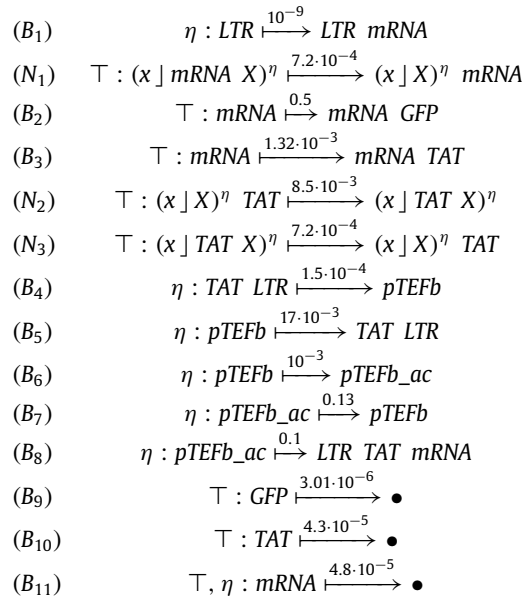 (B₁) η : LTR ⟼^{10⁻⁹} LTR mRNA
(N₁) ⊤ : (x ⌋ mRNA X)^η ⟼^{7.2·10⁻⁴} (x ⌋ X)^η mRNA
(B₂) ⊤ : mRNA ⟼^{0.5} mRNA GFP
(B₃) ⊤ : mRNA ⟼^{1.32·10⁻³} mRNA TAT
(N₂) ⊤ : (x ⌋ X)^η TAT ⟼^{8.5·10⁻³} (x ⌋ TAT X)^η
(N₃) ⊤ : (x ⌋ TAT X)^η ⟼^{7.2·10⁻⁴} (x ⌋ X)^η TAT
(B₄) η : TAT LTR ⟼^{1.5·10⁻⁴} pTEFb
(B₅) η : pTEFb ⟼^{17·10⁻³} TAT LTR
(B₆) η : pTEFb ⟼^{10⁻³} pTEFb_ac
(B₇) η : pTEFb_ac ⟼^{0.13} pTEFb
(B₈) η : pTEFb_ac ⟼^{0.1} LTR TAT mRNA
(B₉) ⊤ : GFP ⟼^{3.01·10⁻⁶} •
(B₁₀) ⊤ : TAT ⟼^{4.3·10⁻⁵} •
(B₁₁) ⊤, η : mRNA ⟼^{4.8·10⁻⁵} •